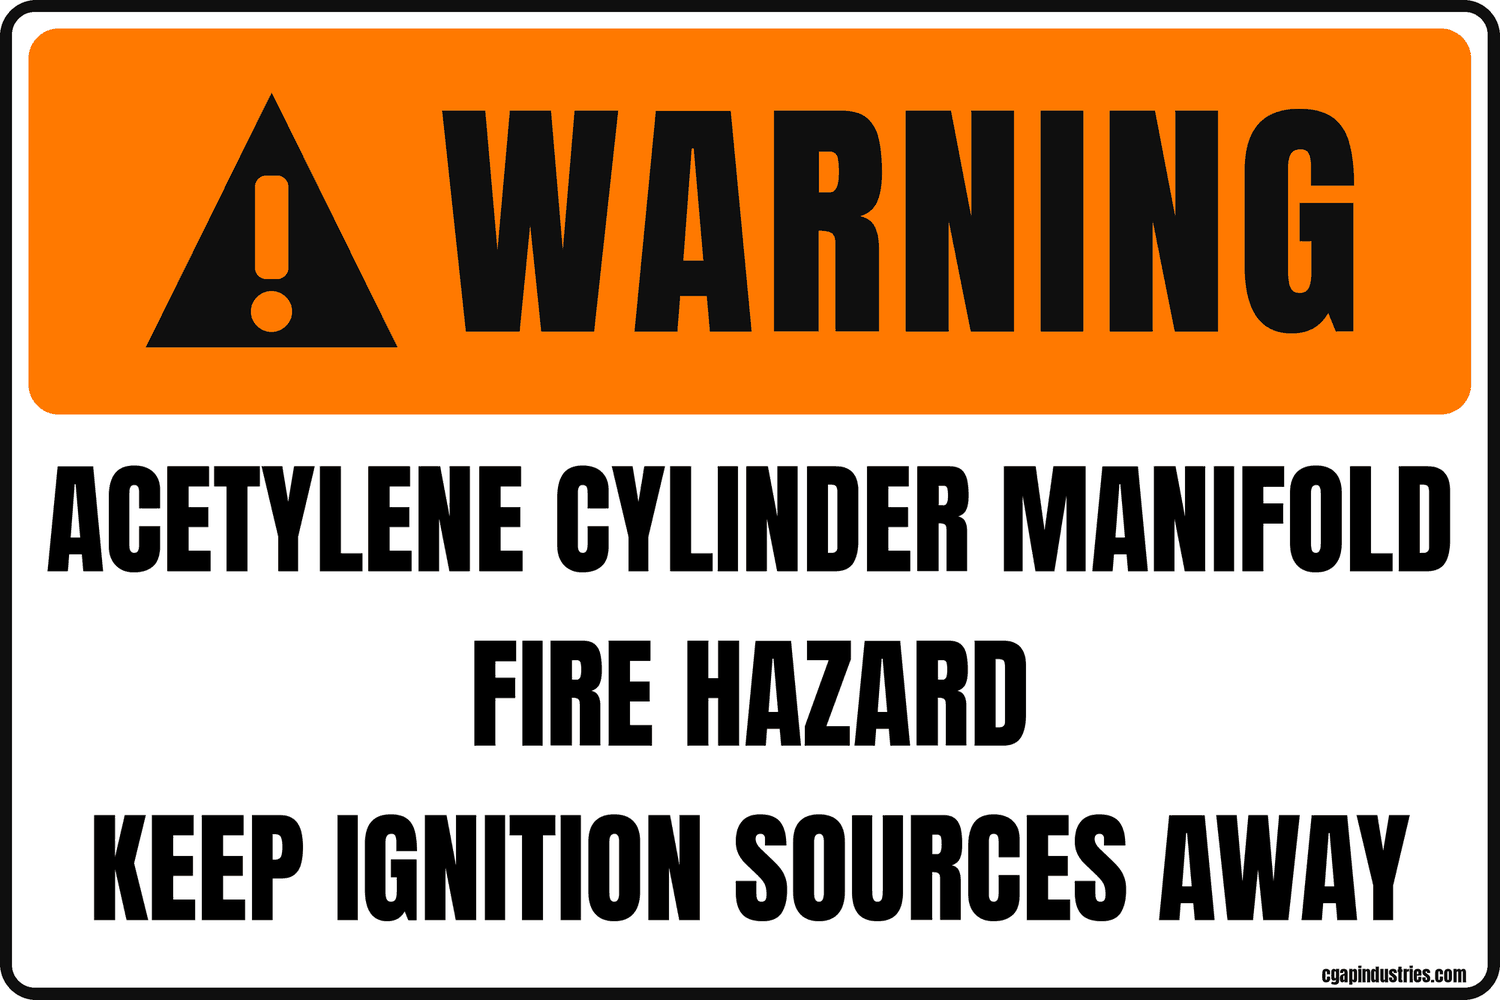 WARNING
ACETYLENE CYLINDER MANIFOLD
FIRE HAZARD
KEEP IGNITION SOURCES AWAY
cgapindustries.com